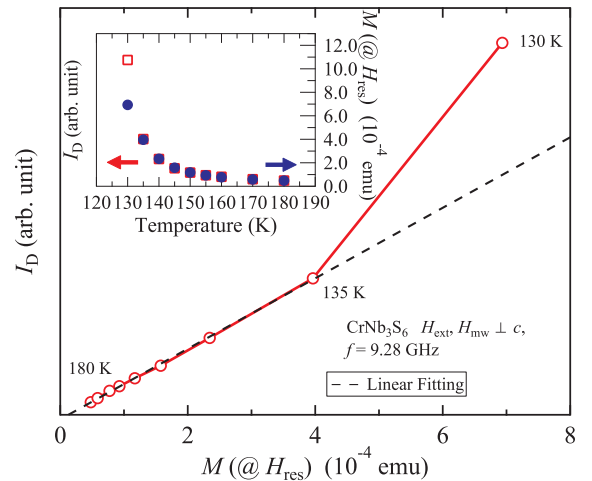 I_D (arb. unit)
12.0
10.0
8.0
6.0
4.0
2.0
0.0
M (@ H_res) (10^-4 emu)
120 130 140 150 160 170 180 190
Temperature (K)
130 K
135 K
180 K
CrNb3S6 H_ext, H_mw ⊥ c,
f = 9.28 GHz
Linear Fitting
I_D (arb. unit)
0 2 4 6 8
M (@ H_res) (10^-4 emu)